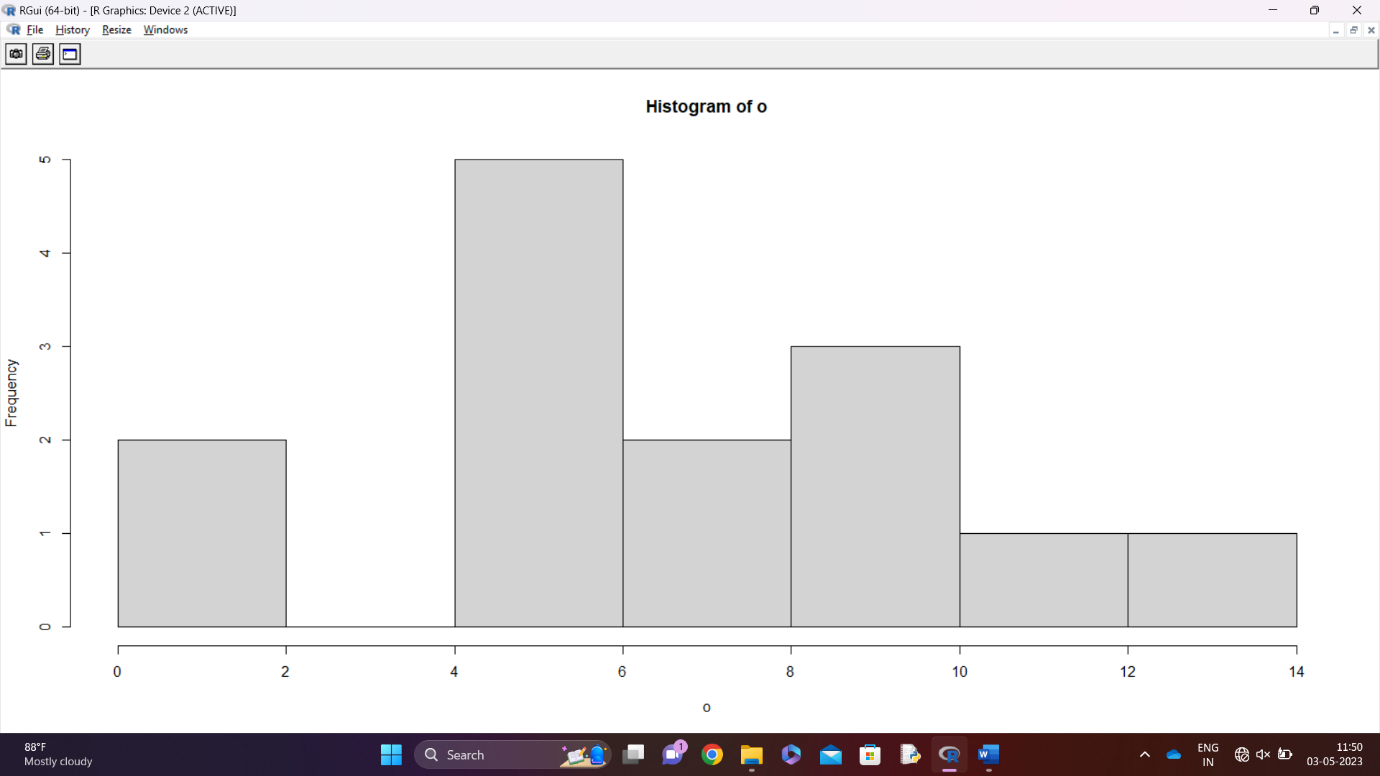 RGui (64-bit) - [R Graphics: Device 2 (ACTIVE)]
File History Resize Windows
Histogram of o
5
4
3
2
1
0
Frequency
0 2 4 6 8 10 12 14
o
88°F
Mostly cloudy
Search
1
ENG
IN
11:50
03-05-2023